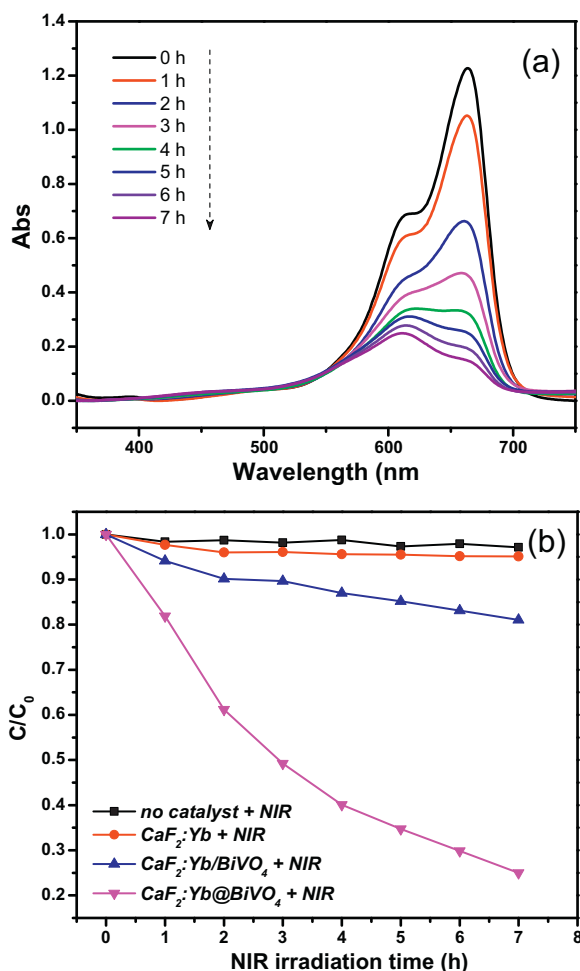 (a)
0 h
1 h
2 h
3 h
4 h
5 h
6 h
7 h
1.4
1.2
1.0
0.8
0.6
0.4
0.2
0.0
Abs
400 500 600 700
Wavelength (nm
(b)
1.0
0.9
0.8
0.7
0.6
0.5
0.4
0.3
0.2
C/C₀
no catalyst + NIR
CaF₂:Yb + NIR
CaF₂:Yb/BiVO₄ + NIR
CaF₂:Yb@BiVO₄ + NIR
0 1 2 3 4 5 6 7 8
NIR irradiation time (h)